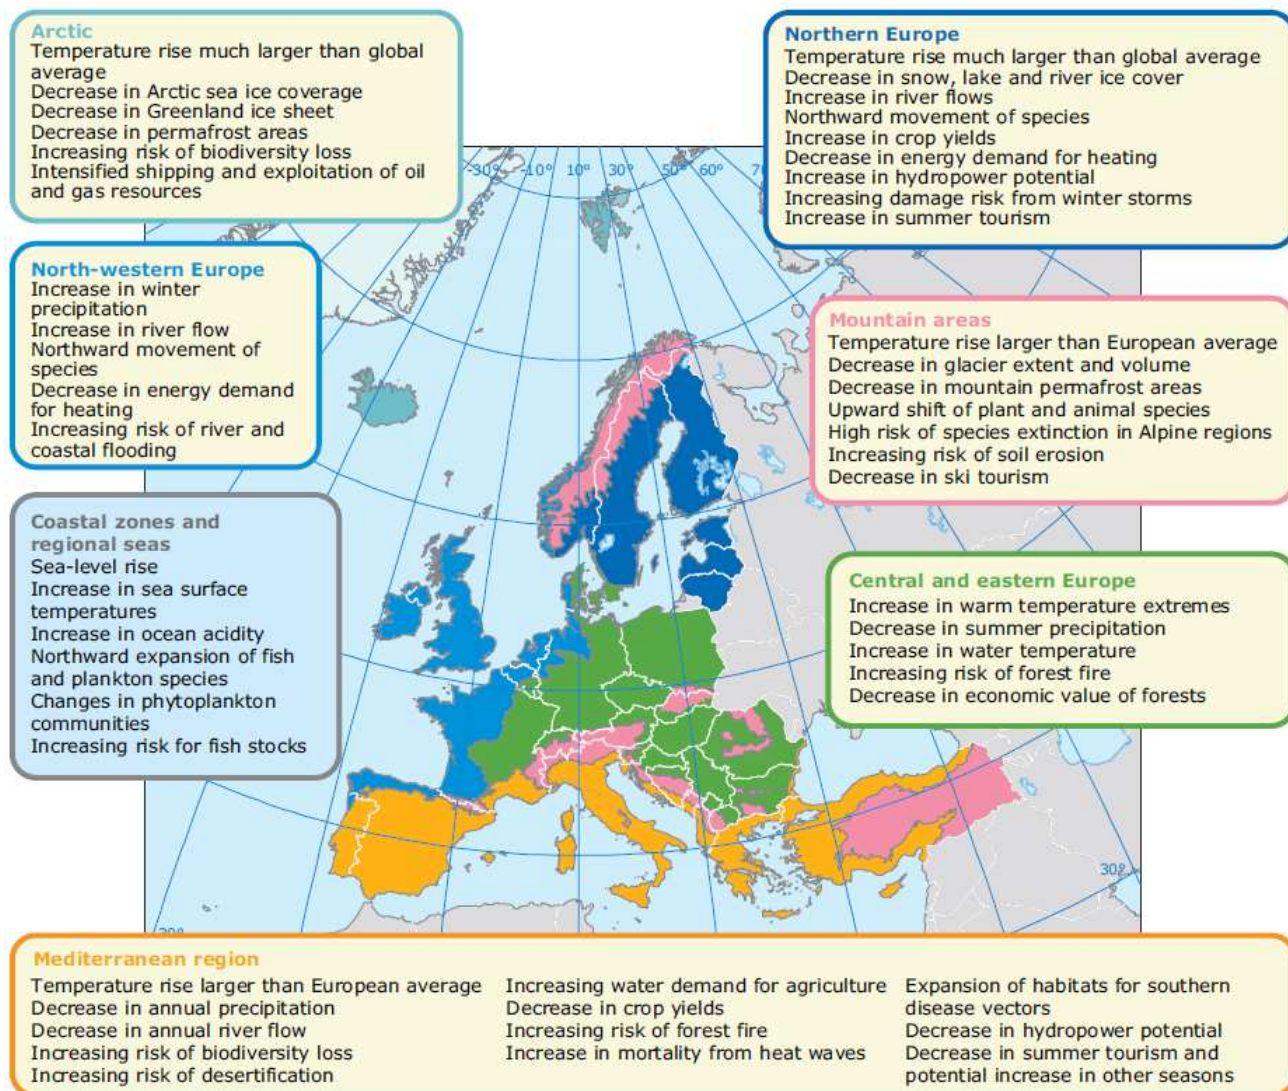 Arctic
Temperature rise much larger than global
average
Decrease in Arctic sea ice coverage
Decrease in Greenland ice sheet
Decrease in permafrost areas
Increasing risk of biodiversity loss
Intensified shipping and exploitation of oil
and gas resources
Northern Europe
Temperature rise much larger than global average
Decrease in snow, lake and river ice cover
Increase in river flows
Northward movement of species
Increase in crop yields
Decrease in energy demand for heating
Increase in hydropower potential
Increasing damage risk from winter storms
Increase in summer tourism
-30° -10° 10° 30° 50° 60°
North-western Europe
Increase in winter
precipitation
Increase in river flow
Northward movement of
species
Decrease in energy demand
for heating
Increasing risk of river and
coastal flooding
Mountain areas
Temperature rise larger than European average
Decrease in glacier extent and volume
Decrease in mountain permafrost areas
Upward shift of plant and animal species
High risk of species extinction in Alpine regions
Increasing risk of soil erosion
Decrease in ski tourism
Coastal zones and
regional seas
Sea-level rise
Increase in sea surface
temperatures
Increase in ocean acidity
Northward expansion of fish
and plankton species
Changes in phytoplankton
communities
Increasing risk for fish stocks
Central and eastern Europe
Increase in warm temperature extremes
Decrease in summer precipitation
Increase in water temperature
Increasing risk of forest fire
Decrease in economic value of forests
30°
Mediterranean region
Temperature rise larger than European average
Decrease in annual precipitation
Decrease in annual river flow
Increasing risk of biodiversity loss
Increasing risk of desertification
Increasing water demand for agriculture
Decrease in crop yields
Increasing risk of forest fire
Increase in mortality from heat waves
Expansion of habitats for southern
disease vectors
Decrease in hydropower potential
Decrease in summer tourism and
potential increase in other seasons